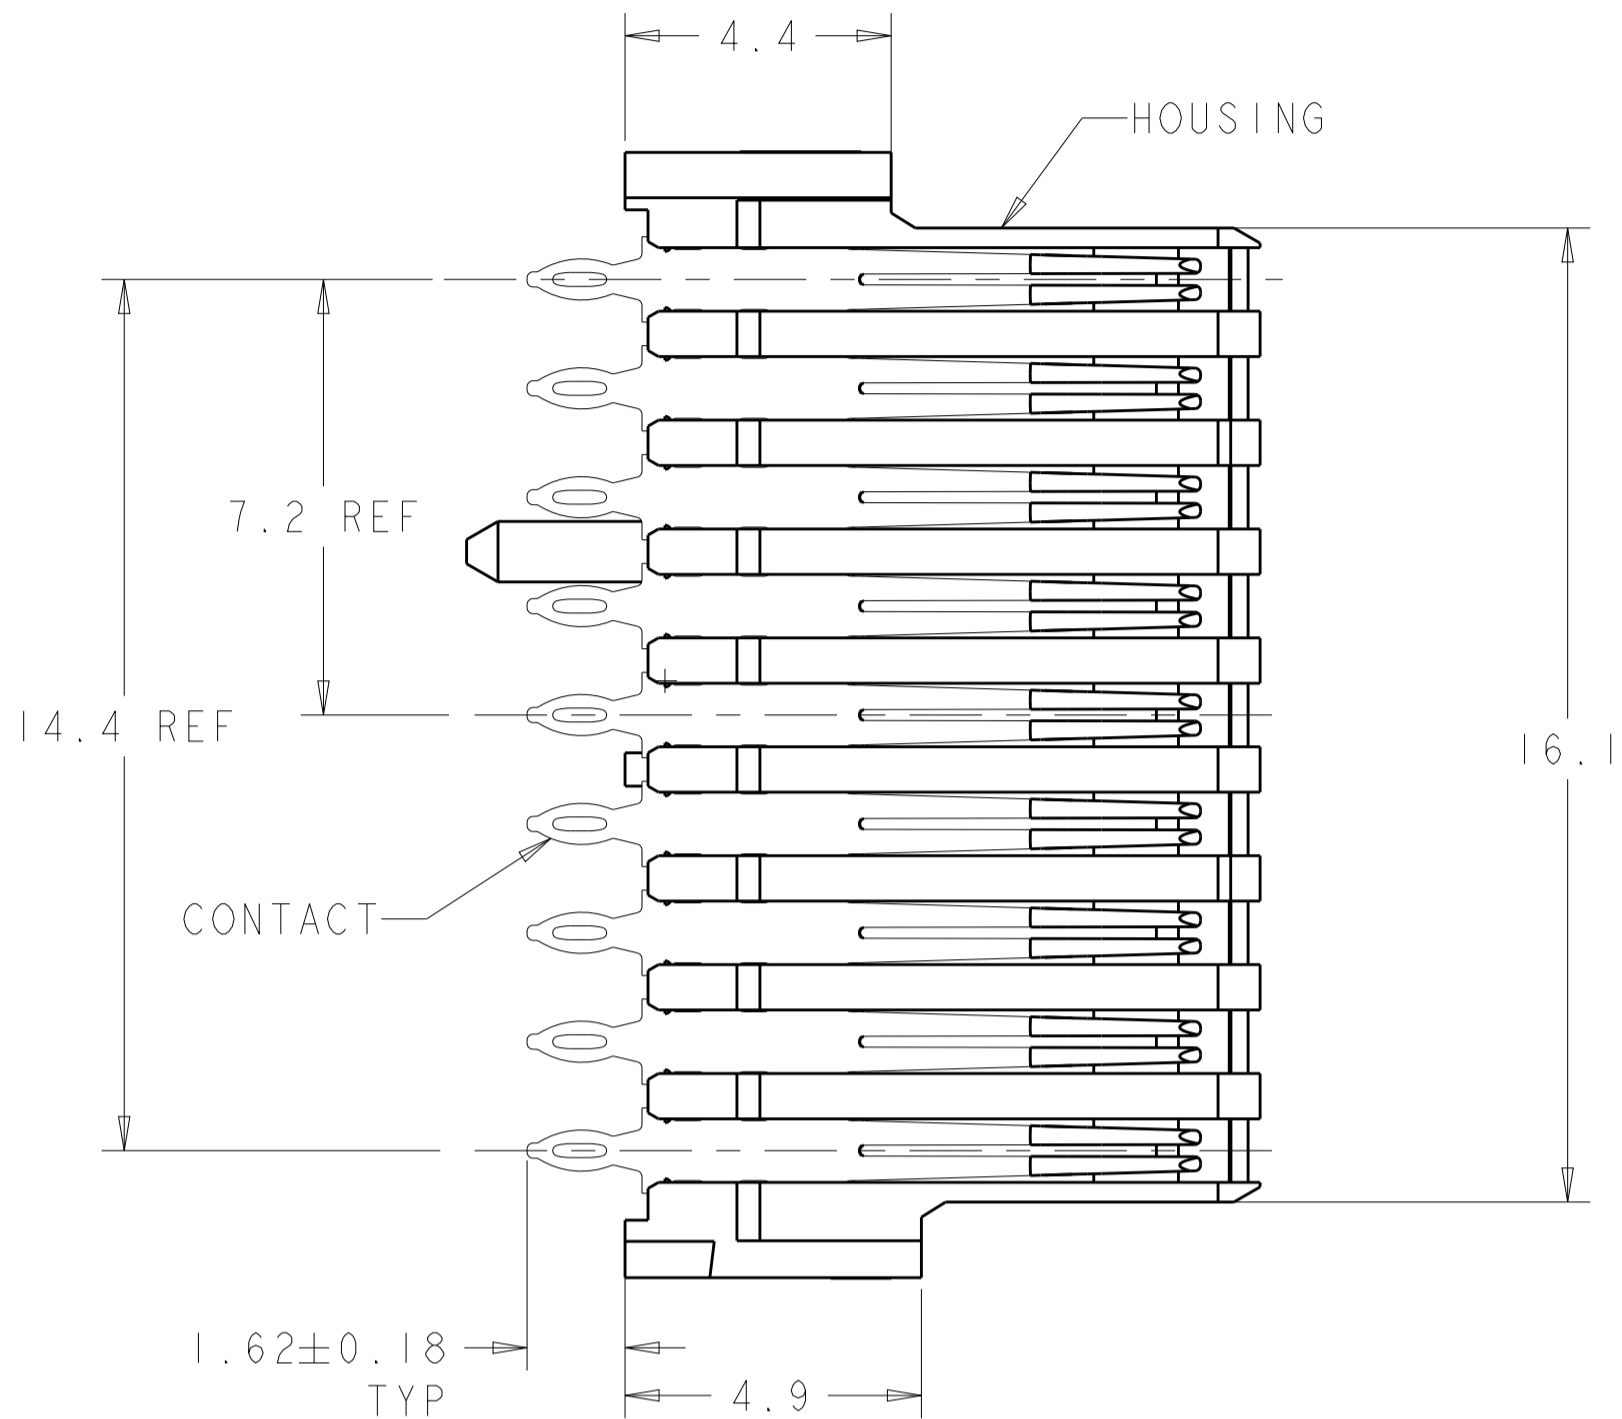 4.4
HOUSING
7.2 REF
14.4 REF
16.1
CONTACT
1.62±0.18
TYP
4.9